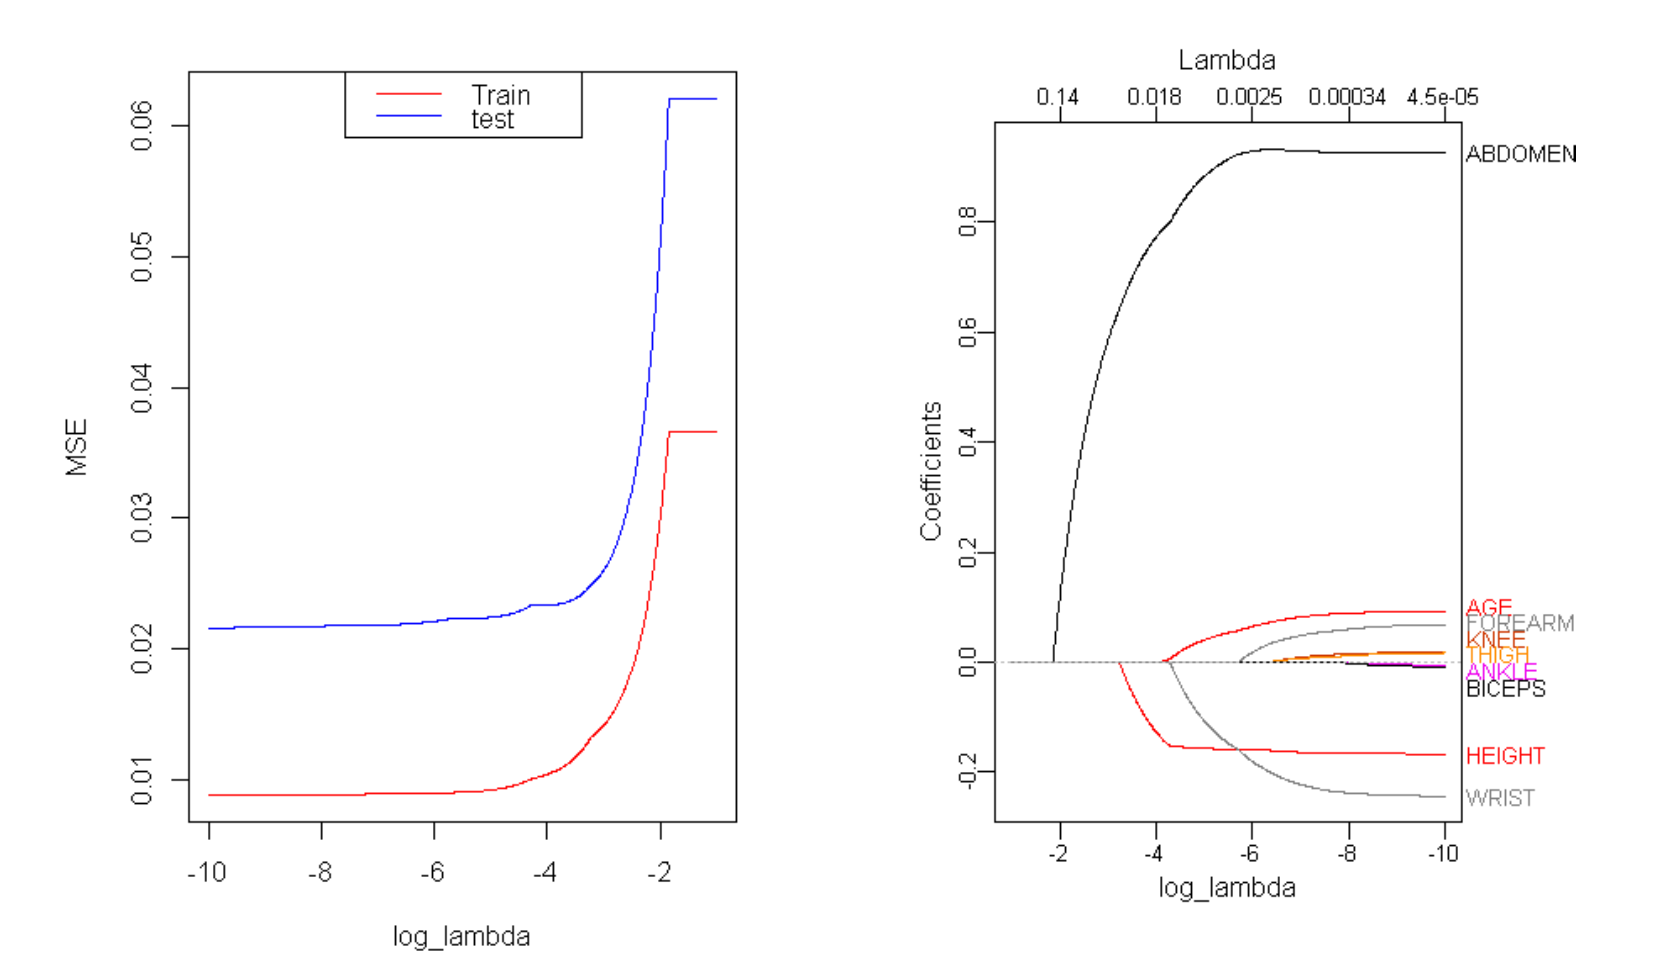 Train
test
0.06
0.05
0.04
0.03
0.02
0.01
MSE
-10 -8 -6 -4 -2
log_lambda
Lambda
0.14 0.018 0.0025 0.00034 4.5e-05
0.8
0.6
0.4
0.2
0.0
-0.2
Coefficients
ABDOMEN
AGE
FOREARM
KNEE
THIGH
ANKLE
BICEPS
HEIGHT
WRIST
-2 -4 -6 -8 -10
log_lambda